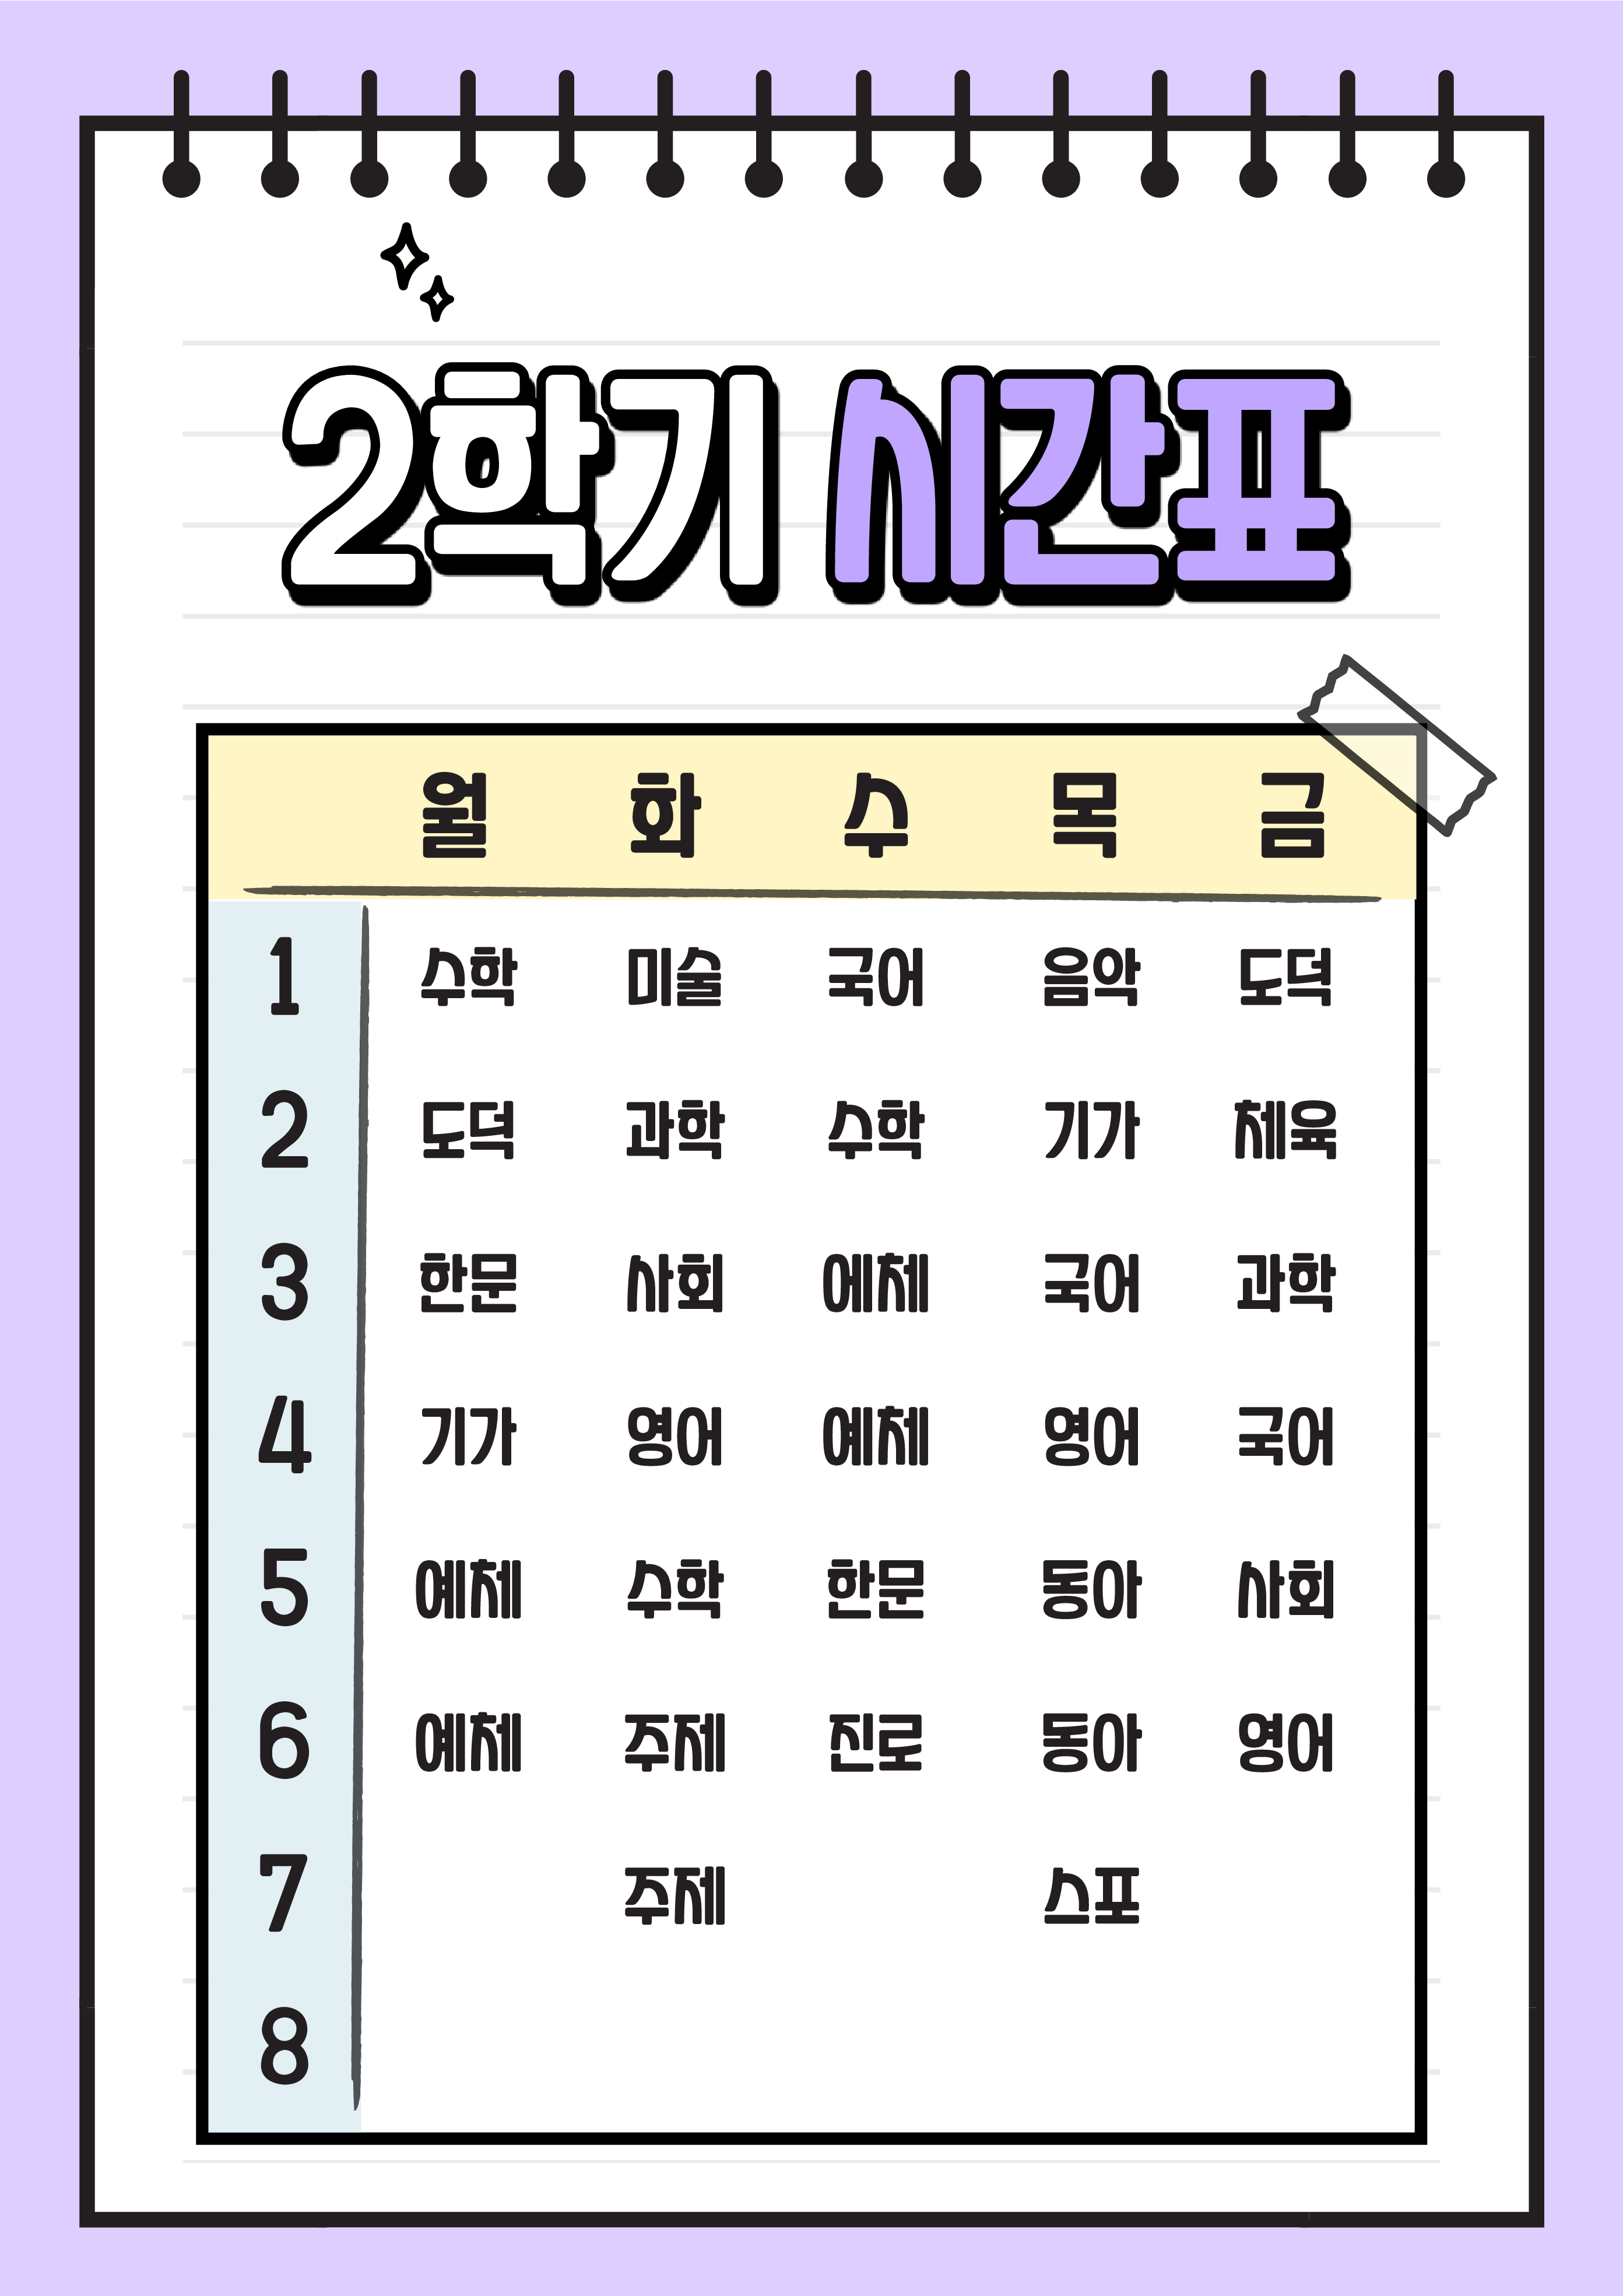 2학기 시간표
월 화 수 목 금
1 수학 미술 국어 음악 도덕
2 도덕 과학 수학 기가 체육
3 한문 사회 에체 국어 과학
4 기가 영어 예체 영어 국어
5 예체 수학 한문 동아 사회
6 예체 주제 진로 동아 영어
7 주제 스포
8